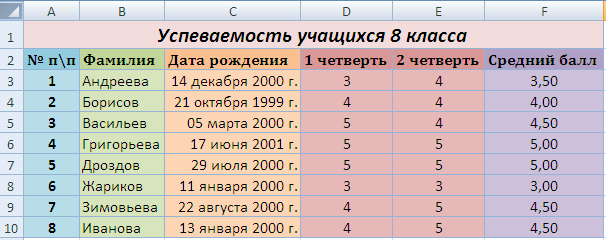 A B C D E F
1 Успеваемость учащихся 8 класса
2 № п\п Фамилия Дата рождения 1 четверть 2 четверть Средний балл
3 1 Андреева 14 декабря 2000 г. 3 4 3,50
4 2 Борисов 21 октября 1999 г. 4 4 4,00
5 3 Васильев 05 марта 2000 г. 5 4 4,50
6 4 Григорьева 17 июня 2001 г. 5 5 5,00
7 5 Дроздов 29 июля 2000 г. 5 5 5,00
8 6 Жариков 11 января 2000 г. 3 3 3,00
9 7 Зимовьева 22 августа 2000 г. 4 5 4,50
10 8 Иванова 13 января 2000 г. 4 5 4,50